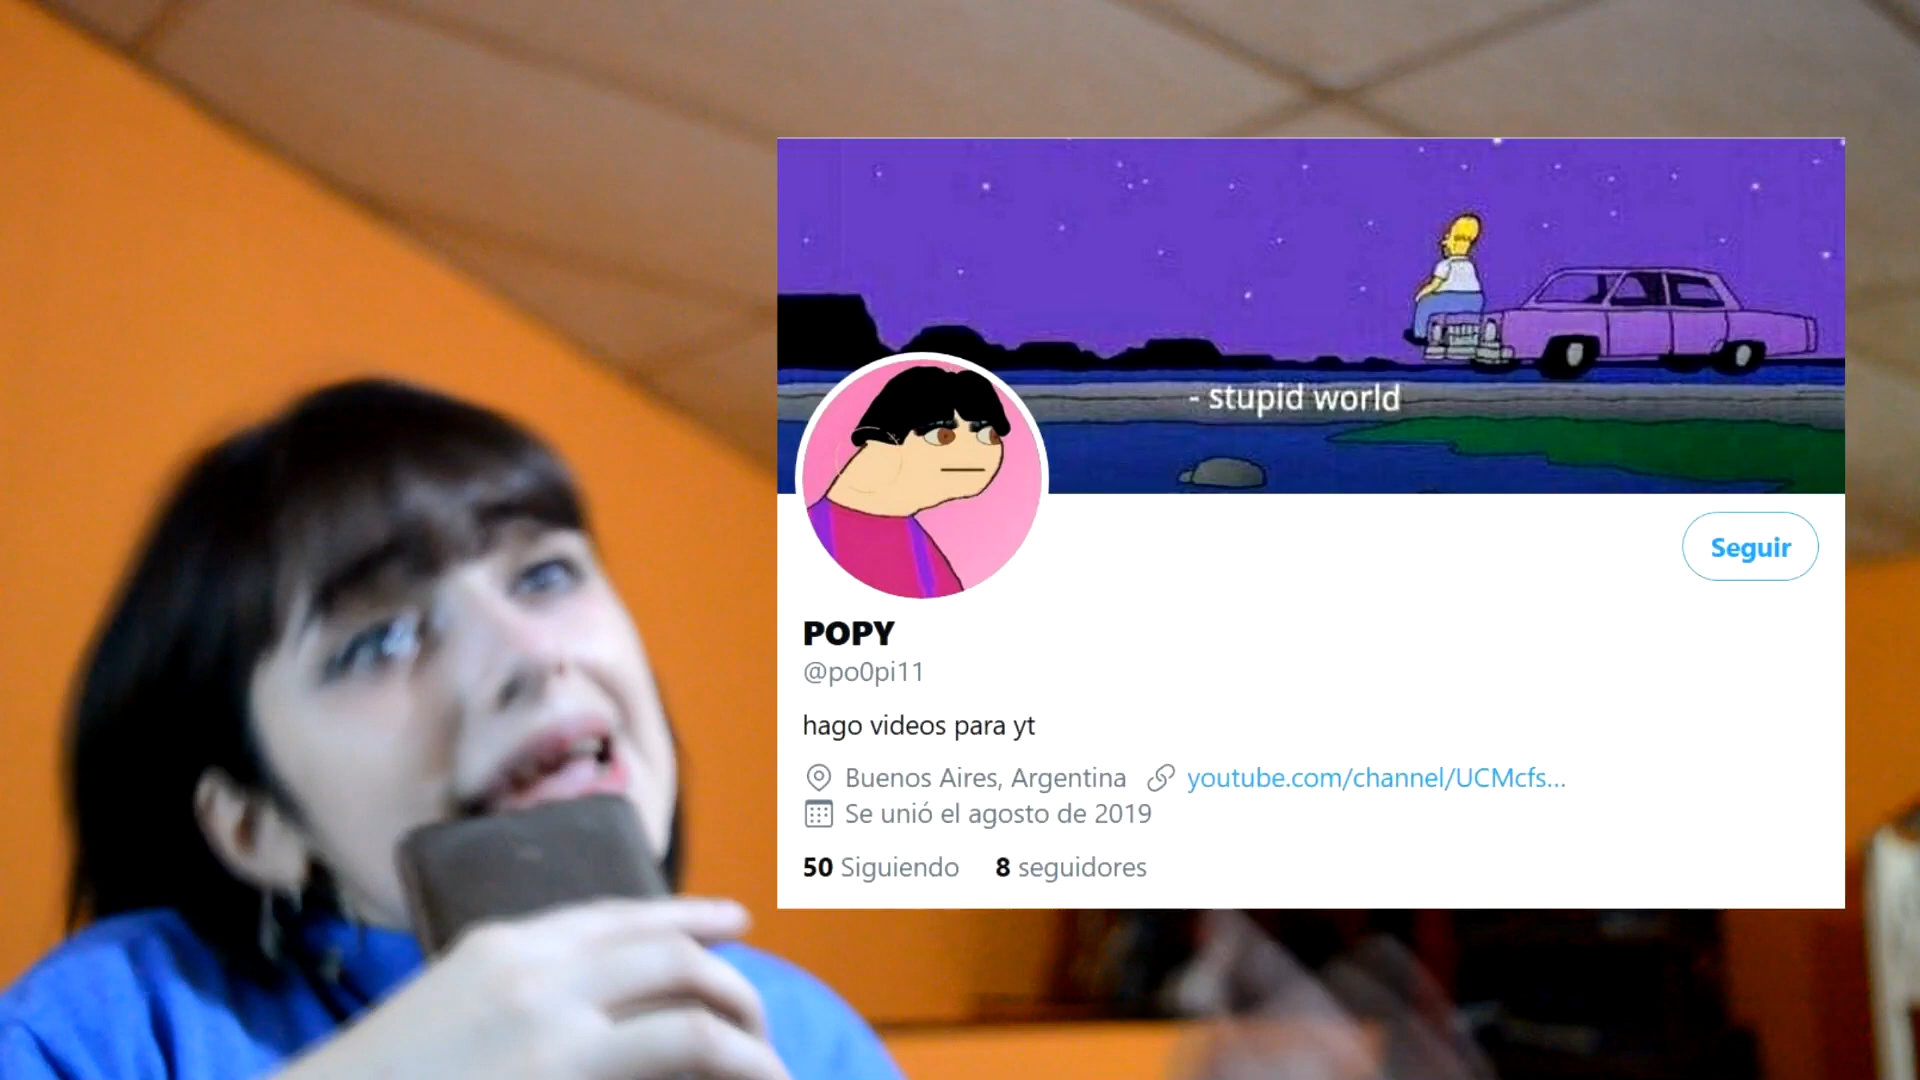 - stupid world
Seguir
POPY
@po0pi11
hago videos para yt
Buenos Aires, Argentina youtube.com/channel/UCMcfs...
Se unió el agosto de 2019
50 Siguiendo 8 seguidores